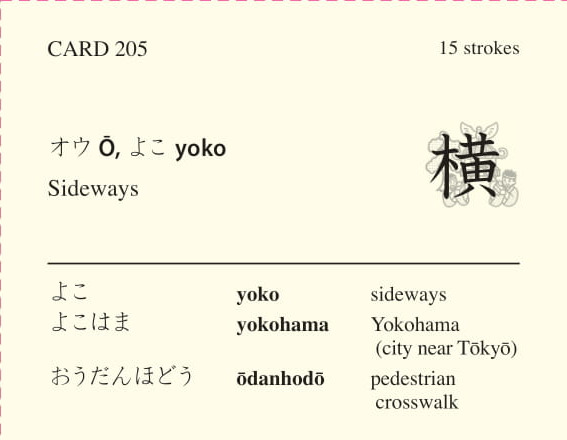 CARD 205 15 strokes
オウ Ō, よこ yoko
Sideways
横
よこ yoko sideways
よこはま yokohama Yokohama
(city near Tōkyō)
おうだんほどう ōdanhodō pedestrian
crosswalk